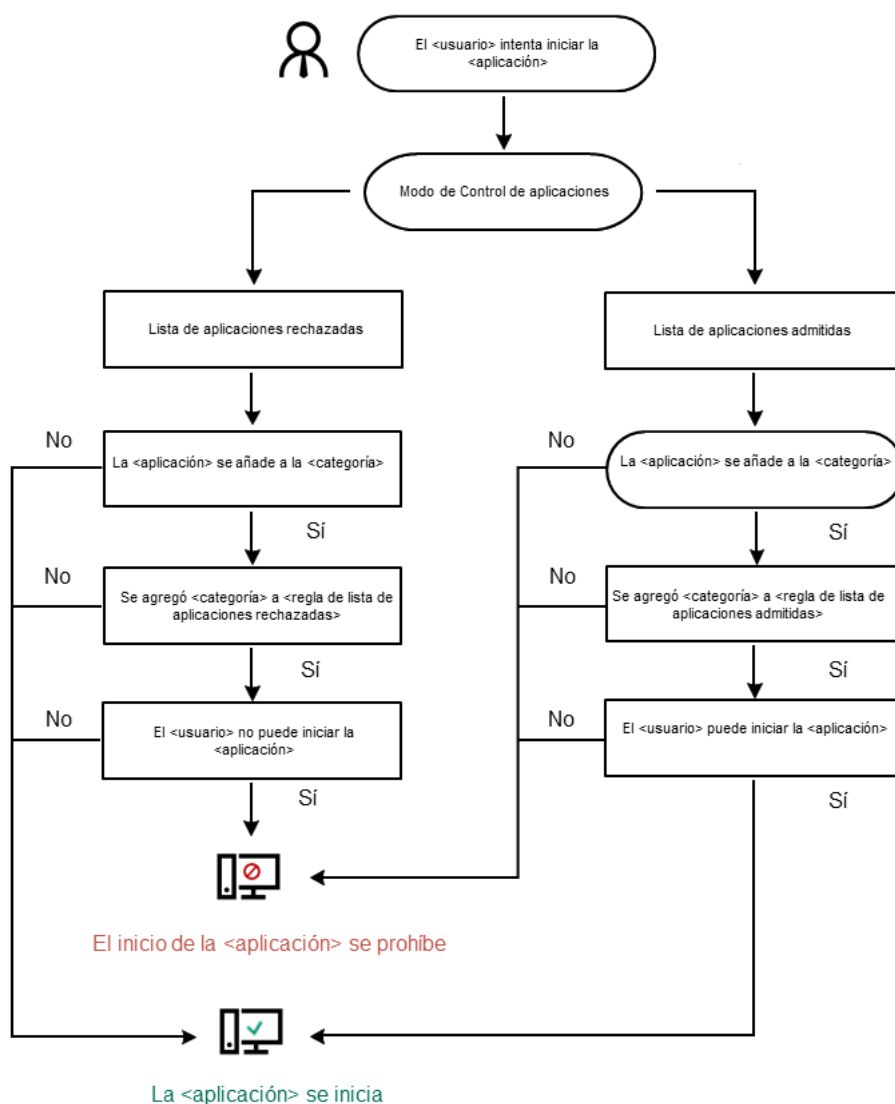 El <usuario> intenta iniciar la
<aplicación>
Modo de Control de aplicaciones
Lista de aplicaciones rechazadas
Lista de aplicaciones admitidas
No
La <aplicación> se añade a la <categoría>
No
La <aplicación> se añade a la <categoría>
Sí
Sí
No
Se agregó <categoría> a <regla de lista de
aplicaciones rechazadas>
No
Se agregó <categoría> a <regla de lista de
aplicaciones admitidas>
Sí
Sí
No
El <usuario> no puede iniciar la
<aplicación>
No
El <usuario> puede iniciar la <aplicación>
Sí
Sí
El inicio de la <aplicación> se prohíbe
La <aplicación> se inicia